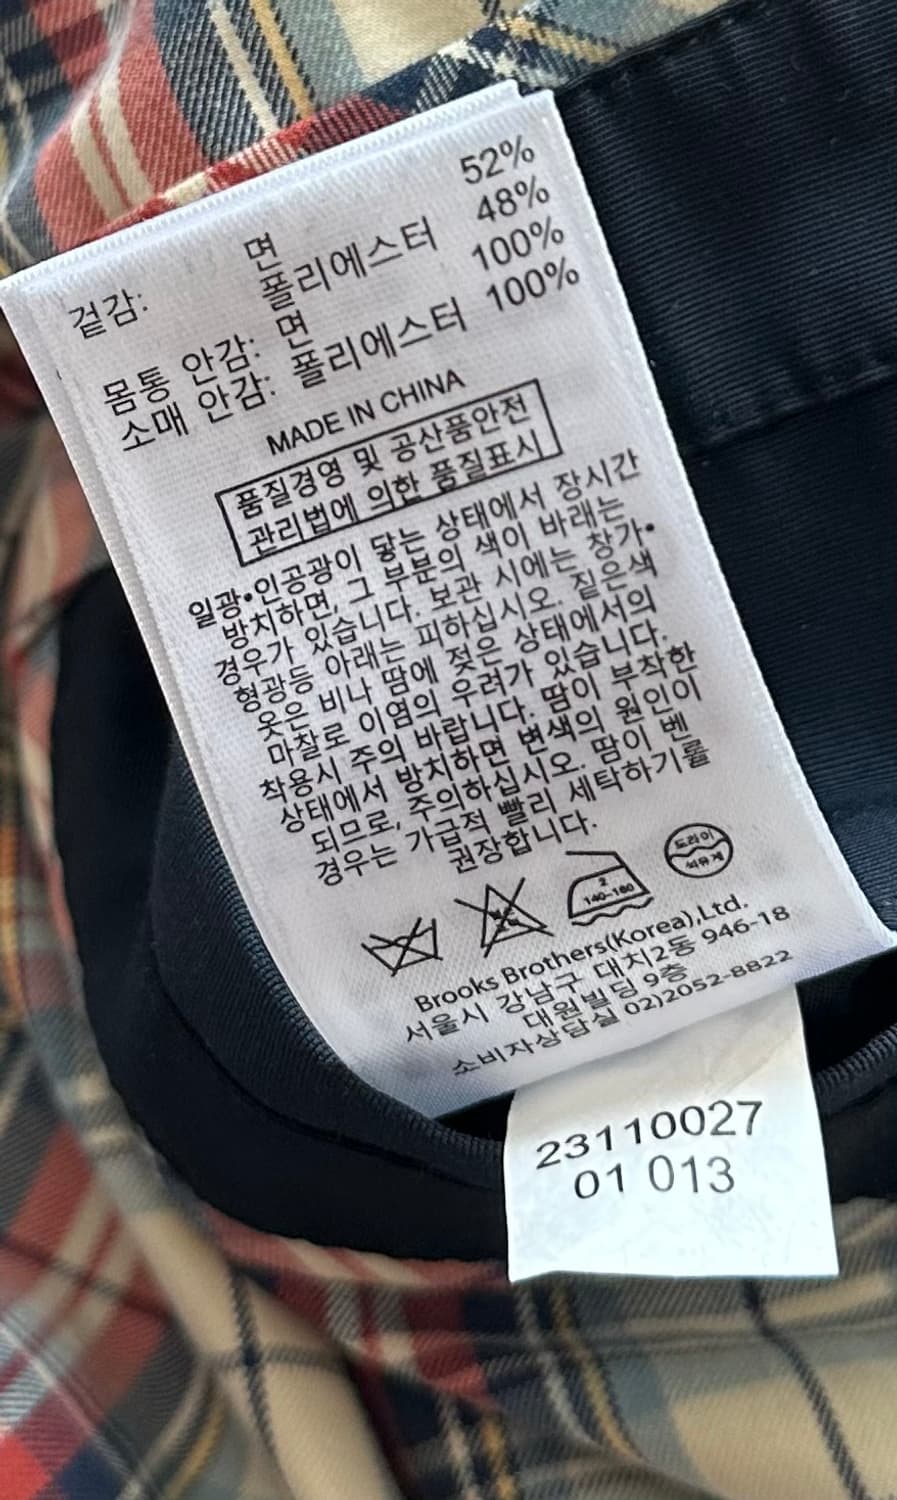 겉감: 면 52%
폴리에스터 48%
몸통 안감: 면 100%
소매 안감: 폴리에스터 100%
MADE IN CHINA
품질경영 및 공산품안전
관리법에 의한 품질표시
일광•인공광이 닿는 상태에서 장시간
방치하면, 그 부분의 색이 바래는
경우가 있습니다. 보관 시에는 창가•
형광등 아래는 피하십시오. 짙은색
옷은 비나 땀에 젖은 상태에서의
마찰로 이염의 우려가 있습니다.
착용시 주의 바랍니다. 땀이 부착한
상태에서 방치하면 변색의 원인이
되므로, 주의하십시오. 땀이 벤
경우는 가급적 빨리 세탁하기를
권장합니다.
2
140~160
드라이
석유계
Brooks Brothers(Korea),Ltd.
서울시 강남구 대치2동 946-18
대원빌딩 9층
소비자상담실 02)2052-8822
23110027
01 013